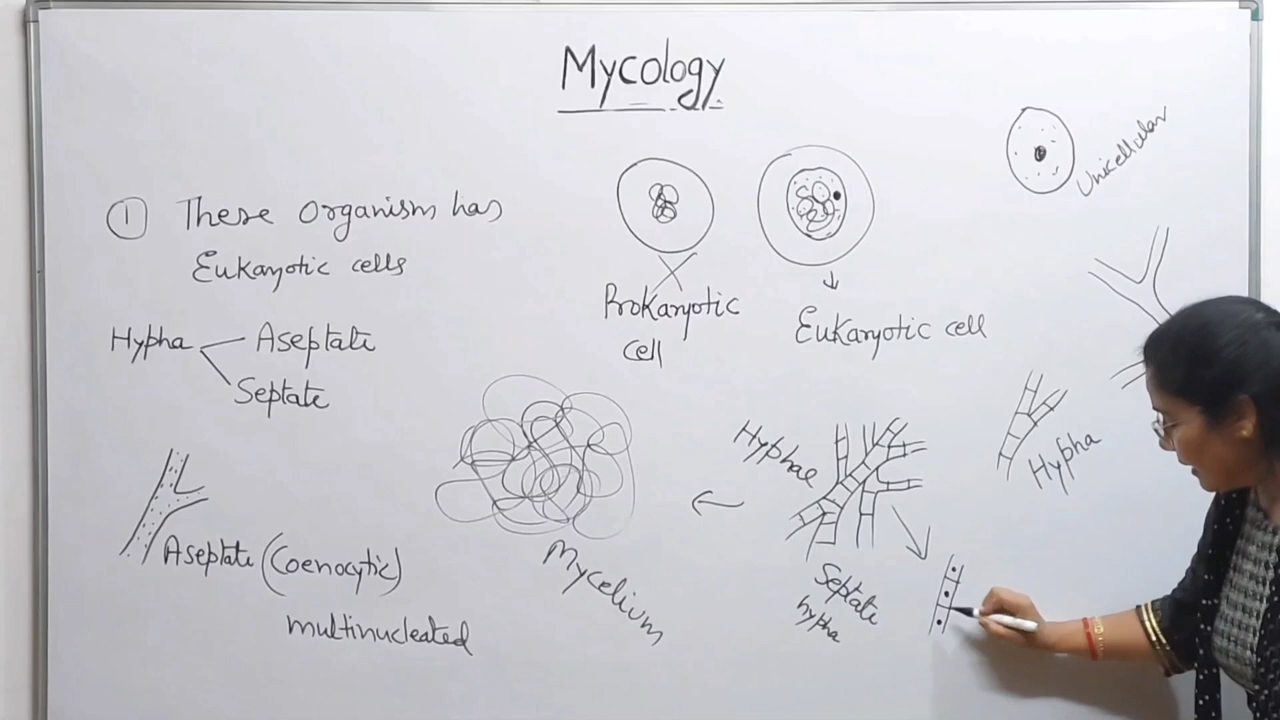 Mycology
① These organism has
Eukaryotic cells
Hypha
Aseptate
Septate
Prokaryotic
cell
Eukaryotic cell
Unicellular
Hypha
Hyphae
Septate
hypha
Mycelium
Aseptate (Coenocytic)
multinucleated